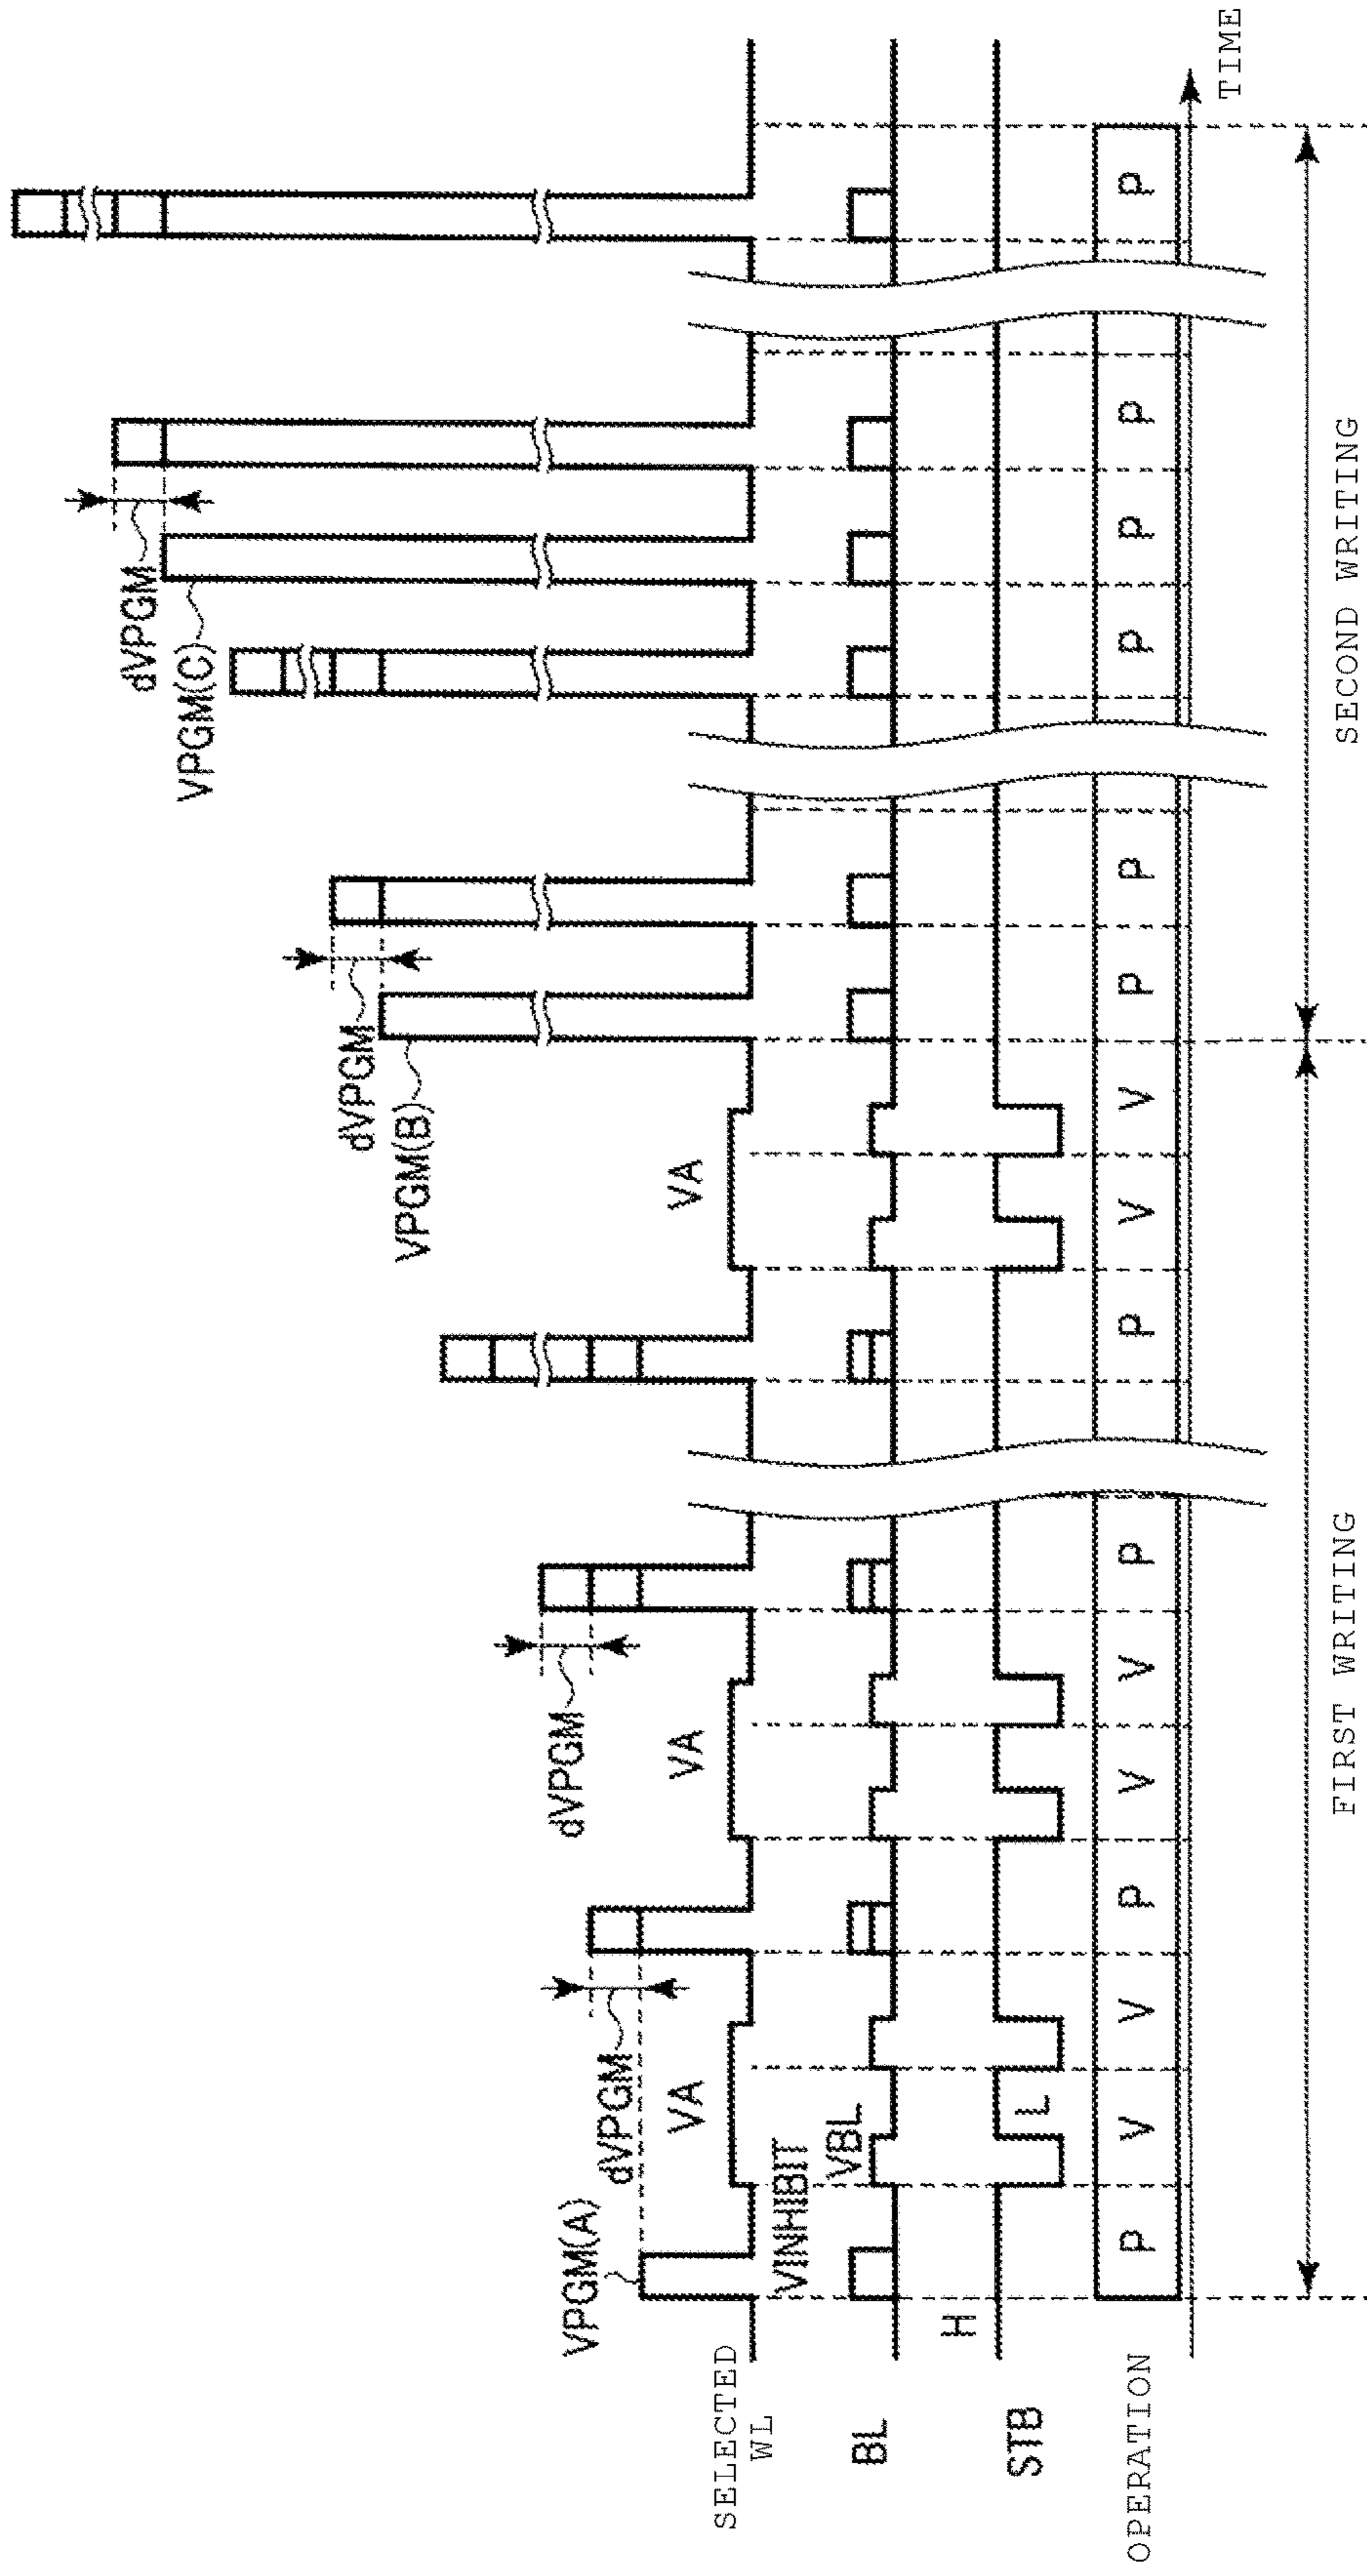 VPGM(A)
dVPGM
dVPGM
dVPGM
VPGM(B)
dVPGM
VPGM(C)
SELECTED
WL
VA
VA
VA
VINHIBIT
BL
VBL
H
STB
L
OPERATION
P V V P V V P P V V P P P P P P
TIME
FIRST WRITING
SECOND WRITING